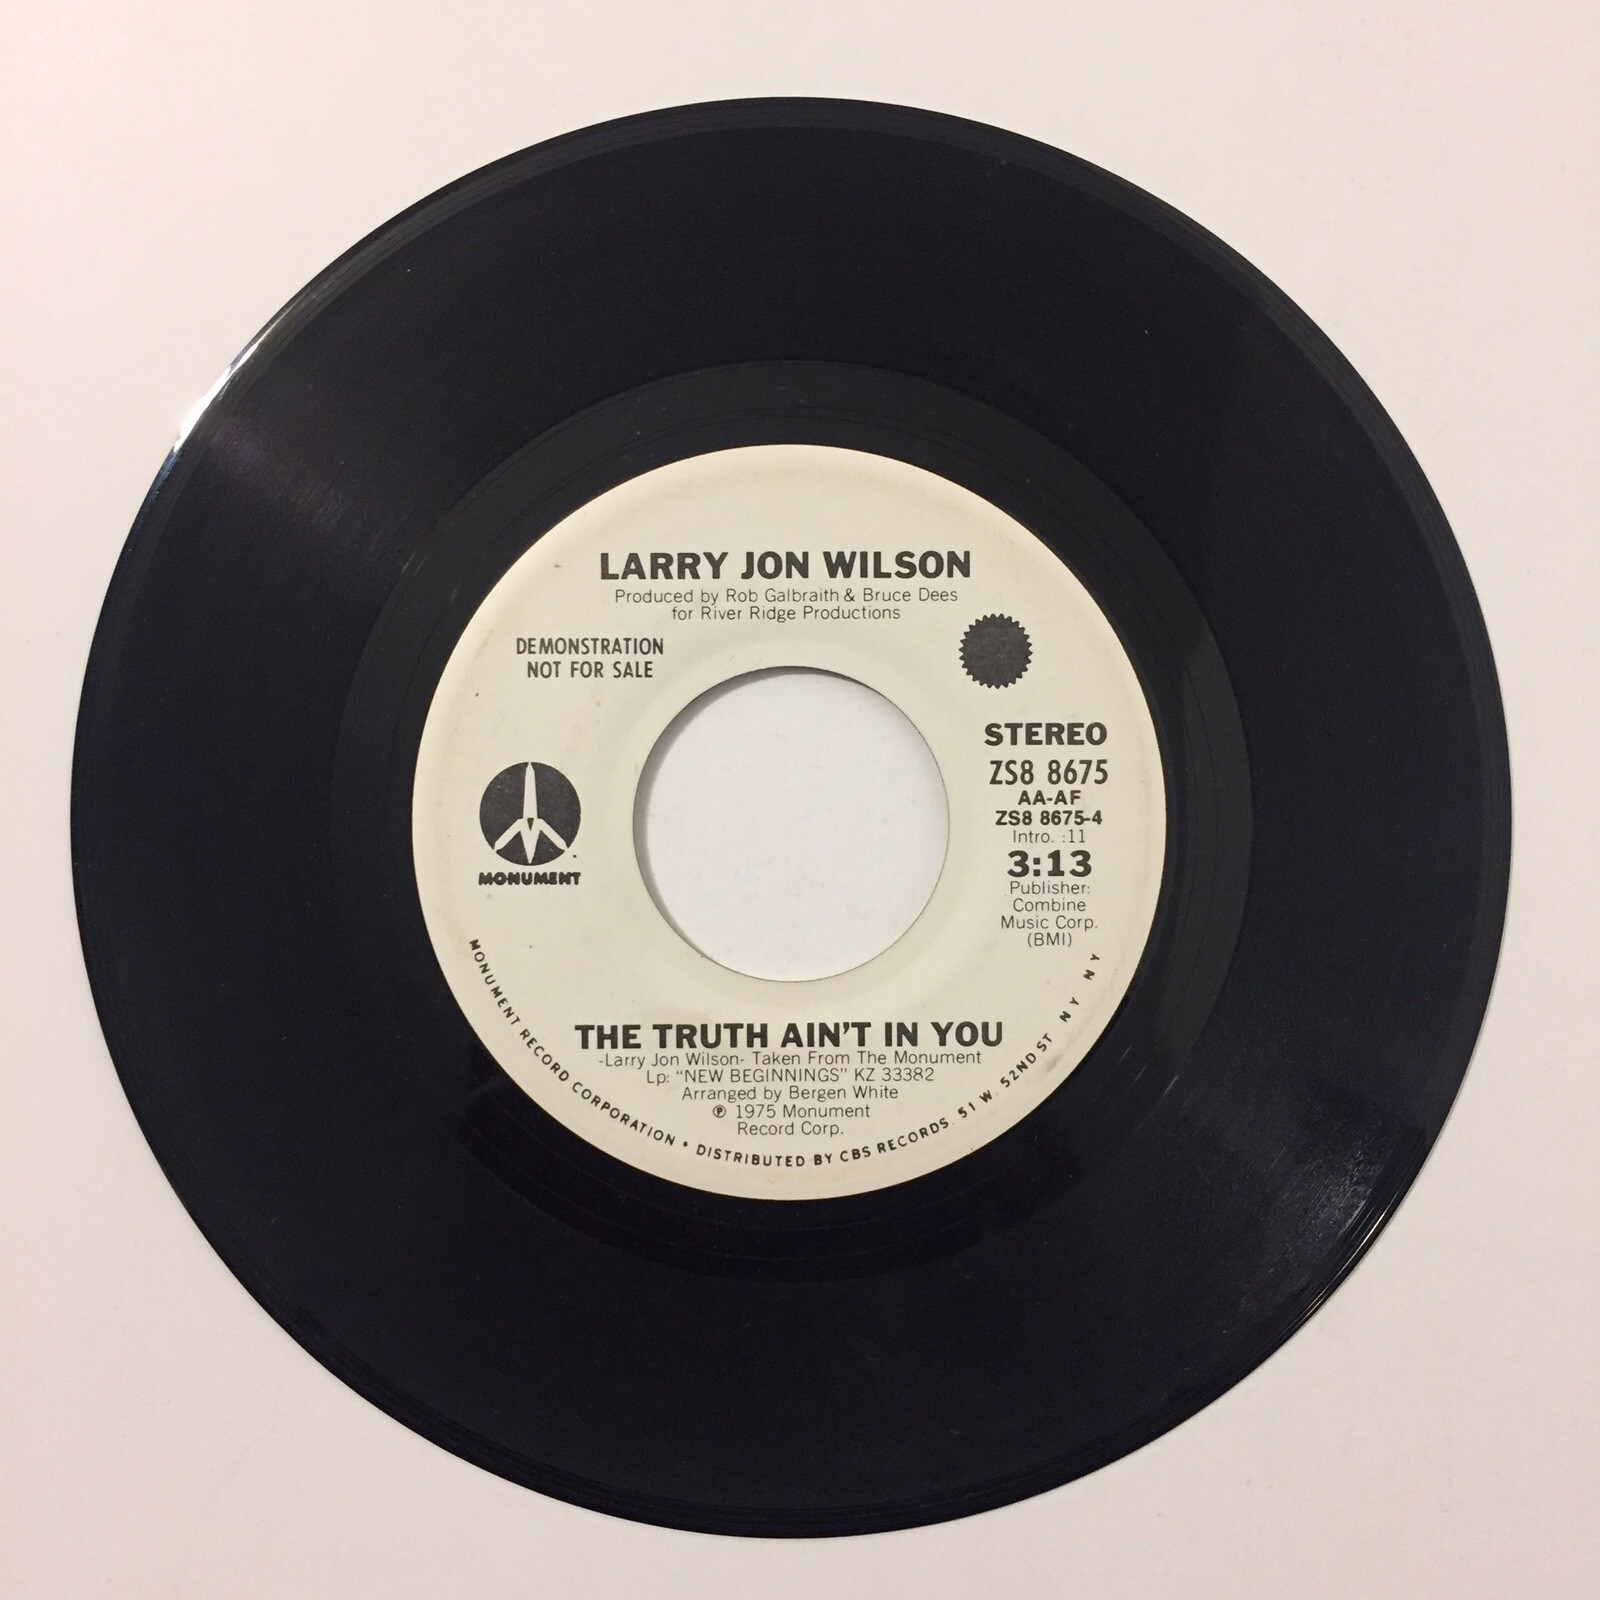 LARRY JON WILSON
Produced by Rob Galbraith & Bruce Dees
for River Ridge Productions
DEMONSTRATION
NOT FOR SALE
MONUMENT
STEREO
ZS8 8675
AA-AF
ZS8 8675-4
Intro. :11
3:13
Publisher:
Combine
Music Corp.
(BMI)
THE TRUTH AIN'T IN YOU
-Larry Jon Wilson- Taken From The Monument
Lp: "NEW BEGINNINGS" KZ 33382
Arranged by Bergen White
℗ 1975 Monument
Record Corp.
MONUMENT RECORD CORPORATION • DISTRIBUTED BY CBS RECORDS. 51 W. 52ND ST N Y N Y